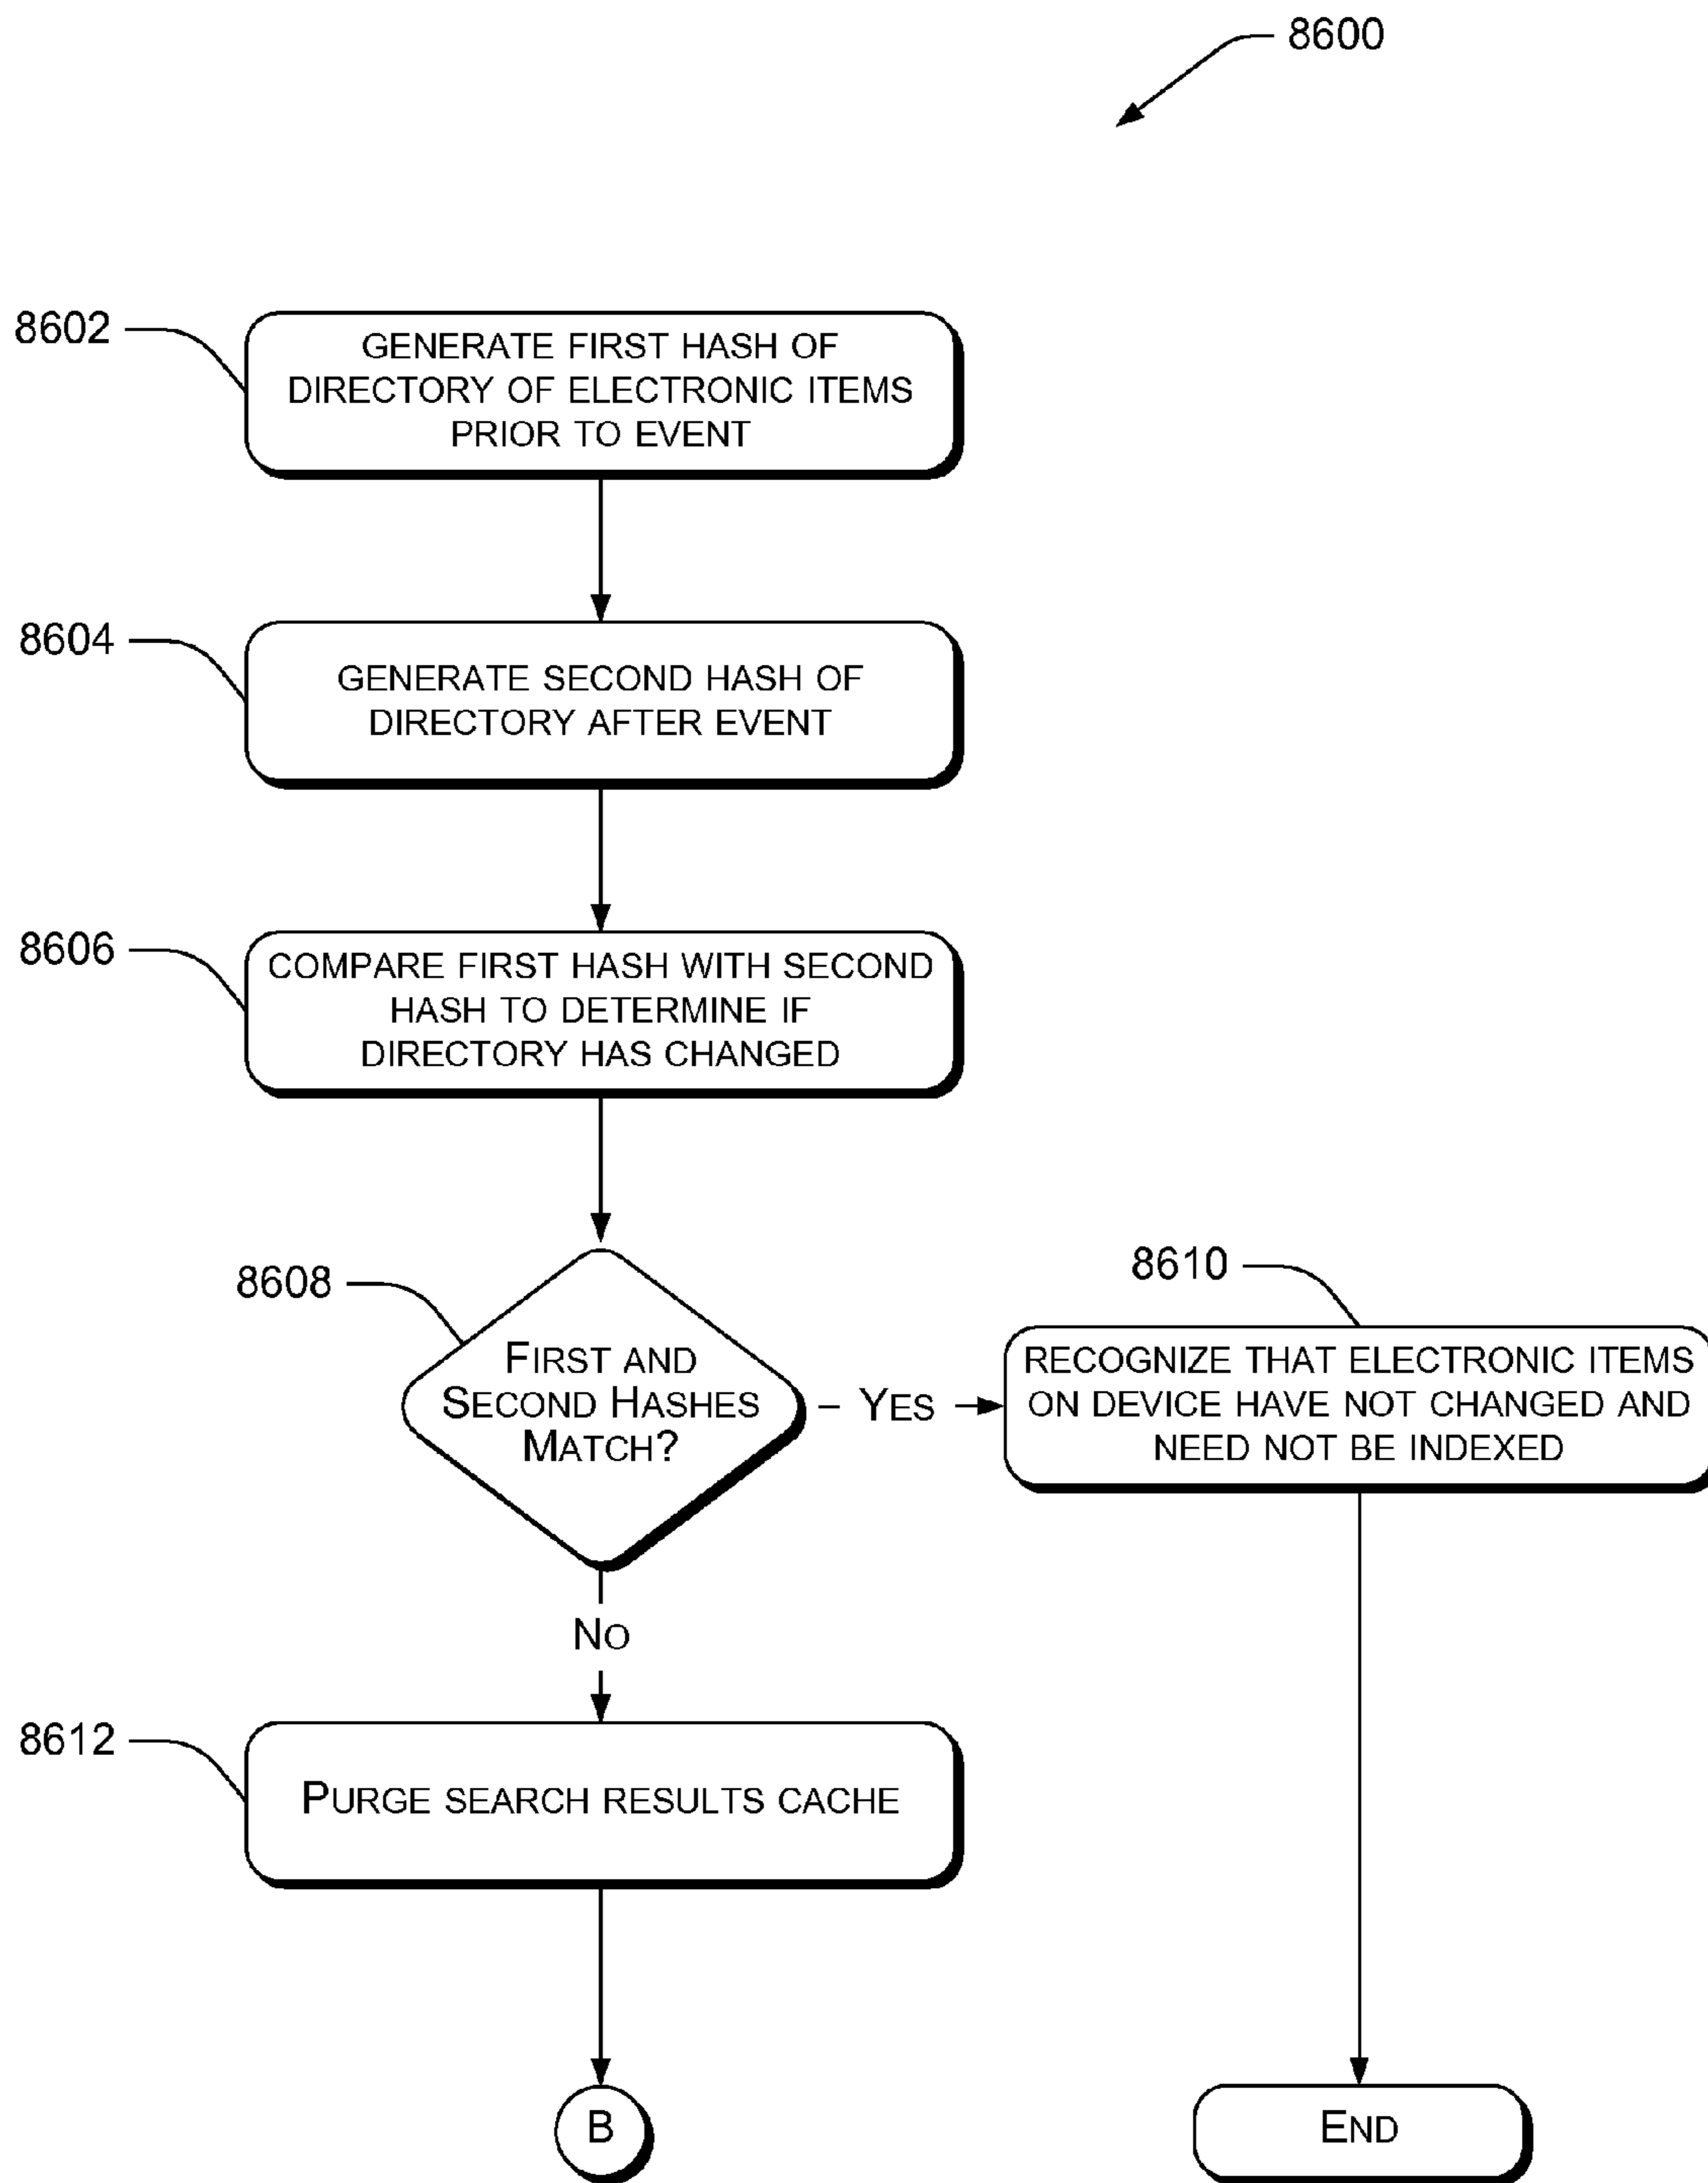 8600
8602
GENERATE FIRST HASH OF
DIRECTORY OF ELECTRONIC ITEMS
PRIOR TO EVENT
8604
GENERATE SECOND HASH OF
DIRECTORY AFTER EVENT
8606
COMPARE FIRST HASH WITH SECOND
HASH TO DETERMINE IF
DIRECTORY HAS CHANGED
8608
FIRST AND
SECOND HASHES
MATCH?
YES
8610
RECOGNIZE THAT ELECTRONIC ITEMS
ON DEVICE HAVE NOT CHANGED AND
NEED NOT BE INDEXED
NO
8612
PURGE SEARCH RESULTS CACHE
B
END